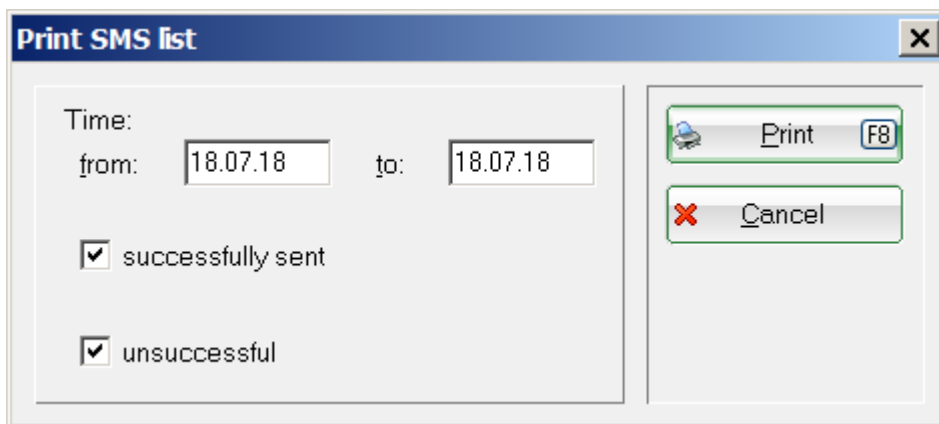 Print SMS list
Time:
from: 18.07.18 to: 18.07.18
successfully sent
unsuccessful
Print F8
Cancel